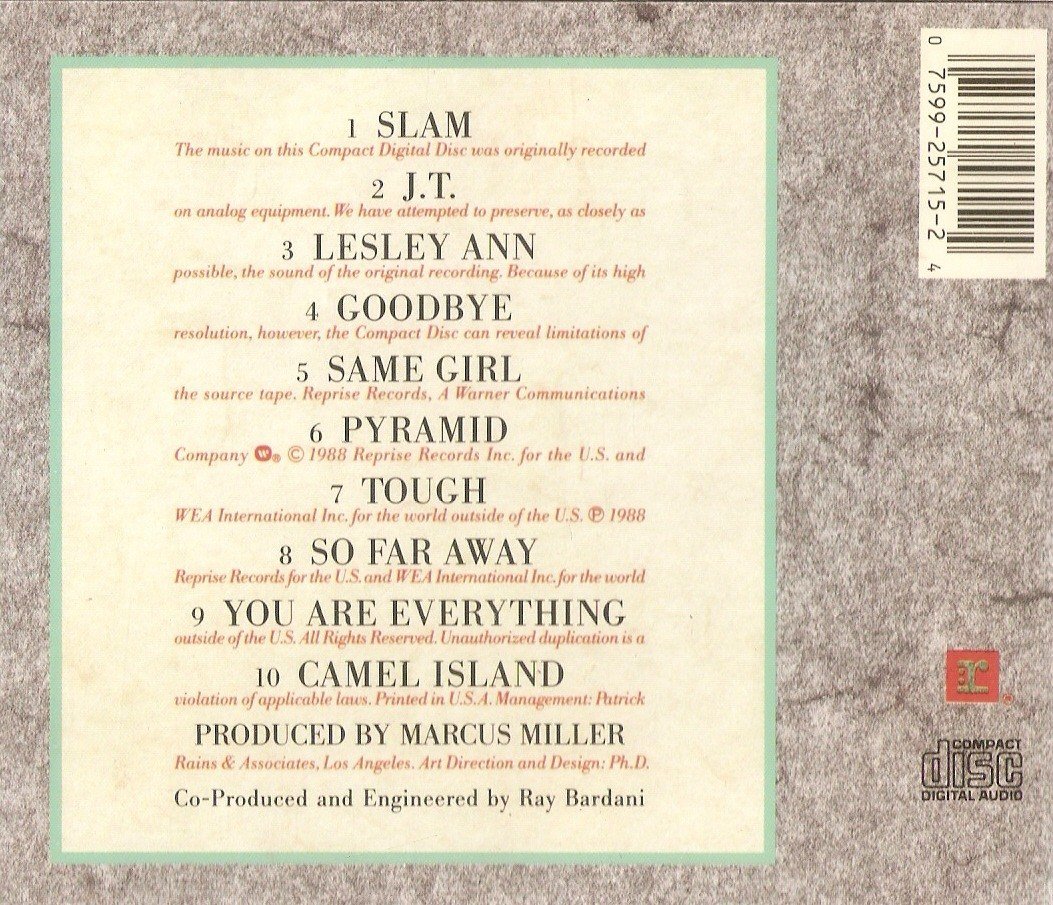 1 SLAM
The music on this Compact Digital Disc was originally recorded
2 J.T.
on analog equipment. We have attempted to preserve, as closely as
3 LESLEY ANN
possible, the sound of the original recording. Because of its high
4 GOODBYE
resolution, however, the Compact Disc can reveal limitations of
5 SAME GIRL
the source tape. Reprise Records, A Warner Communications
6 PYRAMID
Company W® © 1988 Reprise Records Inc. for the U.S. and
7 TOUGH
WEA International Inc. for the world outside of the U.S. ℗ 1988
8 SO FAR AWAY
Reprise Records for the U.S. and WEA International Inc. for the world
9 YOU ARE EVERYTHING
outside of the U.S. All Rights Reserved. Unauthorized duplication is a
10 CAMEL ISLAND
violation of applicable laws. Printed in U.S.A. Management: Patrick
PRODUCED BY MARCUS MILLER
Rains & Associates, Los Angeles. Art Direction and Design: Ph.D.
Co-Produced and Engineered by Ray Bardani
0 7599-25715-2 4
r®
COMPACT
disc
DIGITAL AUDIO